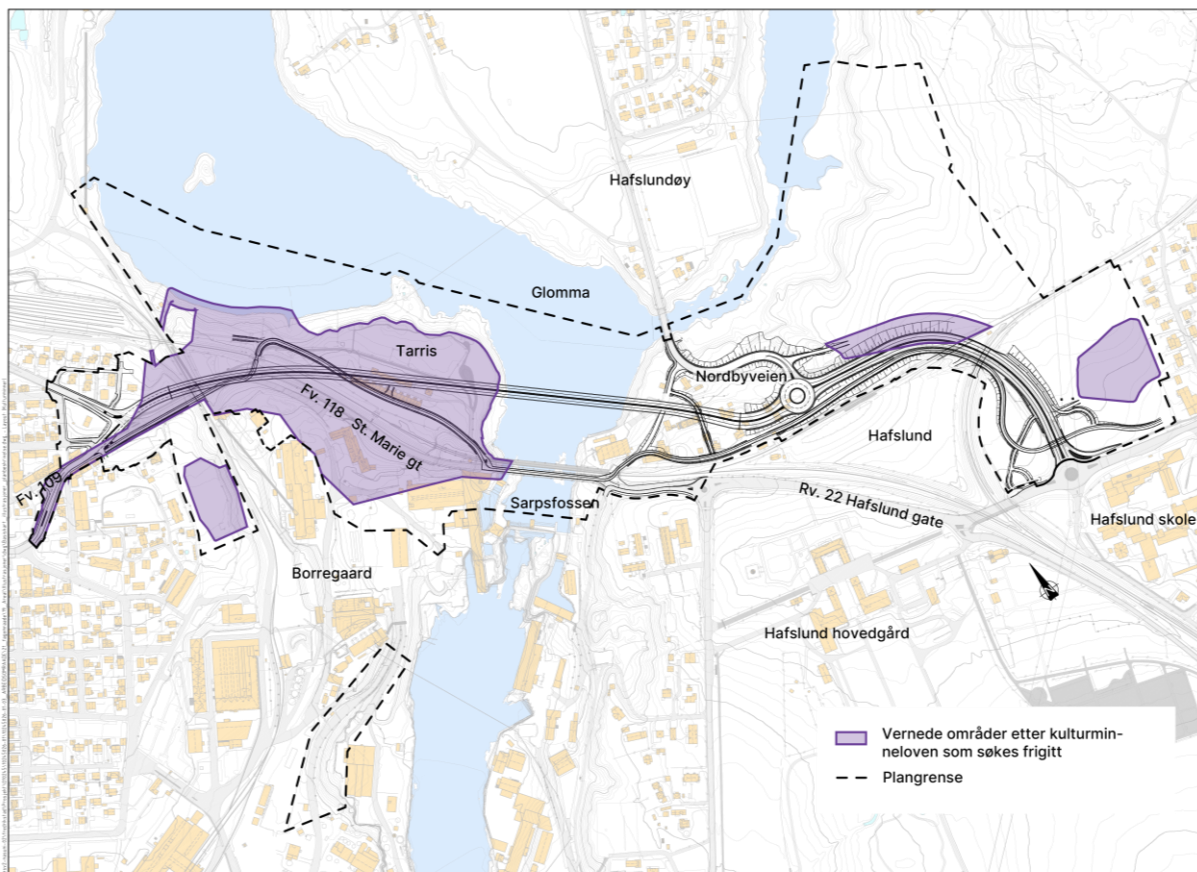 Hafslundøy
Glomma
Tarris
Nordbyveien
Fv. 118 St. Marie gt
Hafslund
Fv. 109
Sarpsfossen
Rv. 22 Hafslund gate
Hafslund skole
Borregaard
Hafslund hovedgård
Vernede områder etter kulturmin-
neloven som søkes frigitt
Plangrense